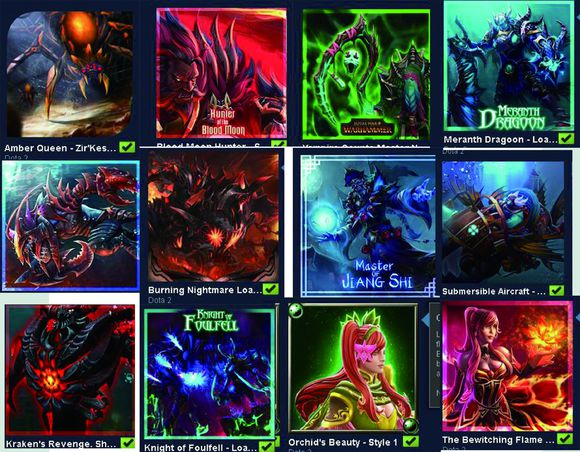 Amber Queen - Zir'Kes...
Dota 2
Hunter
of the
Blood Moon
Blood Moon Hunter - S
TOTAL WAR
WARHAMMER
MERANTH
DRAGOON
Meranth Dragoon - Loa...
Dota 2
Burning Nightmare Loa...
Dota 2
Master
OF
JIANG SHI
Submersible Aircraft - ...
Kraken's Revenge. Sh...
KNIGHT OF
FOULFELL
Knight of Foulfell - Loa...
Orchid's Beauty - Style 1
The Bewitching Flame ...